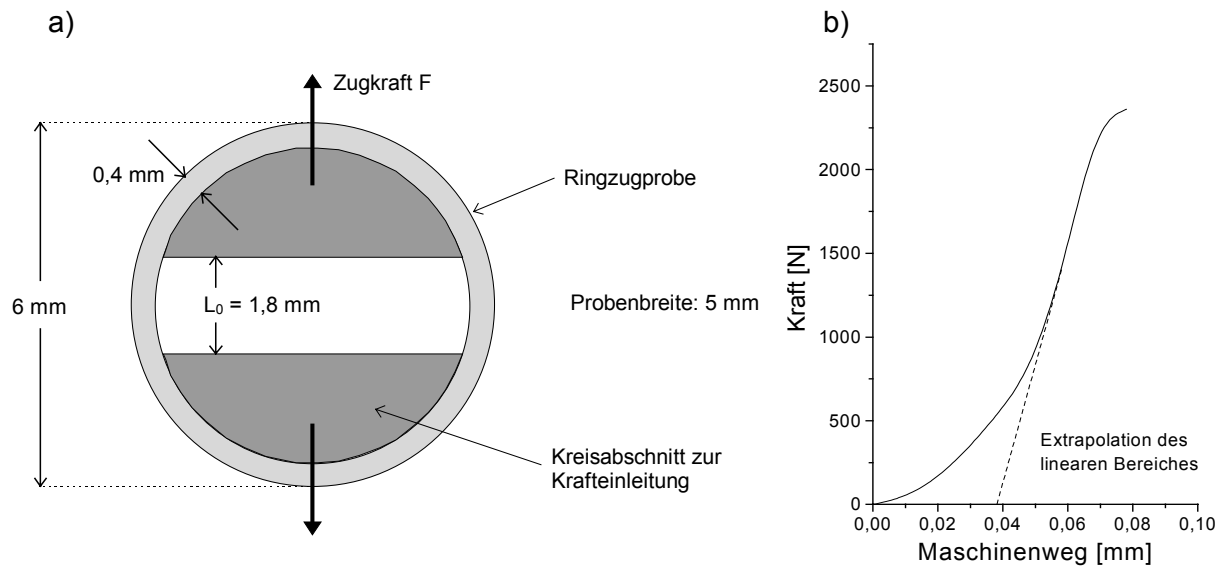 a)
Zugkraft F
0,4 mm
Ringzugprobe
6 mm
L₀ = 1,8 mm
Probenbreite: 5 mm
Kreisabschnitt zur
Krafteinleitung
b)
2500
2000
1500
1000
500
0
Kraft [N]
Extrapolation des
linearen Bereiches
0,00 0,02 0,04 0,06 0,08 0,10
Maschinenweg [mm]